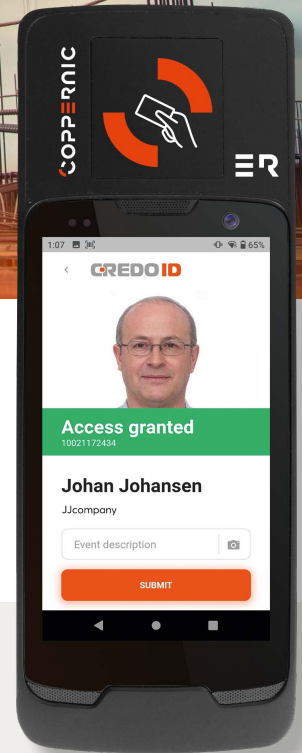 COPPERNIC
ER
1:07
65%
CREDO ID
Access granted
10021172434
Johan Johansen
JJcompany
Event description
SUBMIT